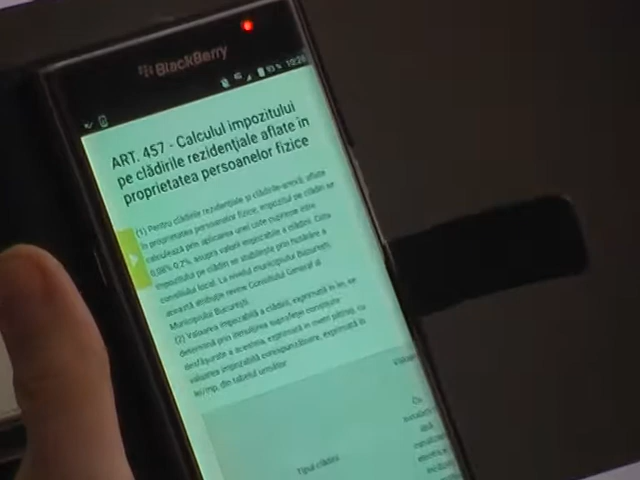 BlackBerry
4G 93 % 10:26
ART. 457 - Calculul impozitului
pe clădirile rezidențiale aflate în
proprietatea persoanelor fizice
(1) Pentru clădirile rezidențiale și clădirile-anexă, aflate
în proprietatea persoanelor fizice, impozitul pe clădiri se
calculează prin aplicarea unei cote cuprinse între
0,08%-0,2%, asupra valorii impozabile a clădirii. Cota
impozitului pe clădiri se stabilește prin hotărâre a
consiliului local. La nivelul municipiului București,
această atribuție revine Consiliului General al
Municipiului București.
(2) Valoarea impozabilă a clădirii, exprimată în lei, se
determină prin înmulțirea suprafeței construite
desfășurate a acesteia, exprimată în metri pătrați, cu
valoarea impozabilă corespunzătoare, exprimată în
lei/mp, din tabelul următor:
Tipul clădirii